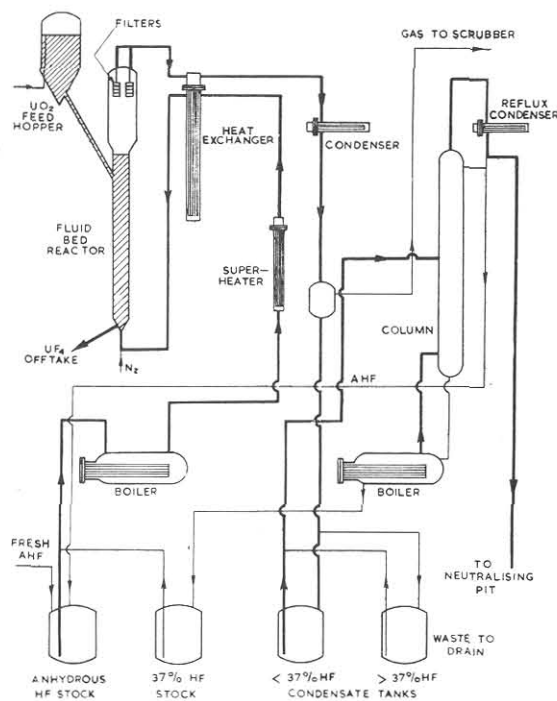 GAS TO SCRUBBER
FILTERS
UO₂
FEED
HOPPER
HEAT
EXCHANGER
CONDENSER
REFLUX
CONDENSER
FLUID
BED
REACTOR
SUPER-
HEATER
COLUMN
UF₄
OFFTAKE
N₂
AHF
BOILER
BOILER
FRESH
AHF
TO
NEUTRALISING
PIT
ANHYDROUS
HF STOCK
37% HF
STOCK
< 37% HF
> 37% HF
CONDENSATE TANKS
WASTE TO
DRAIN